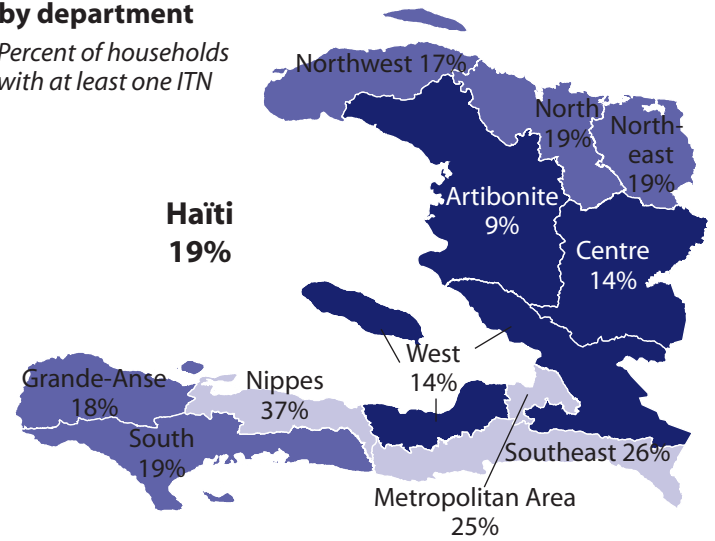 by department
Percent of households
with at least one ITN
Northwest 17%
North
19%
North-
east
19%
Artibonite
9%
Haïti
19%
Centre
14%
West
14%
Grande-Anse
18%
Nippes
37%
South
19%
Southeast 26%
Metropolitan Area
25%